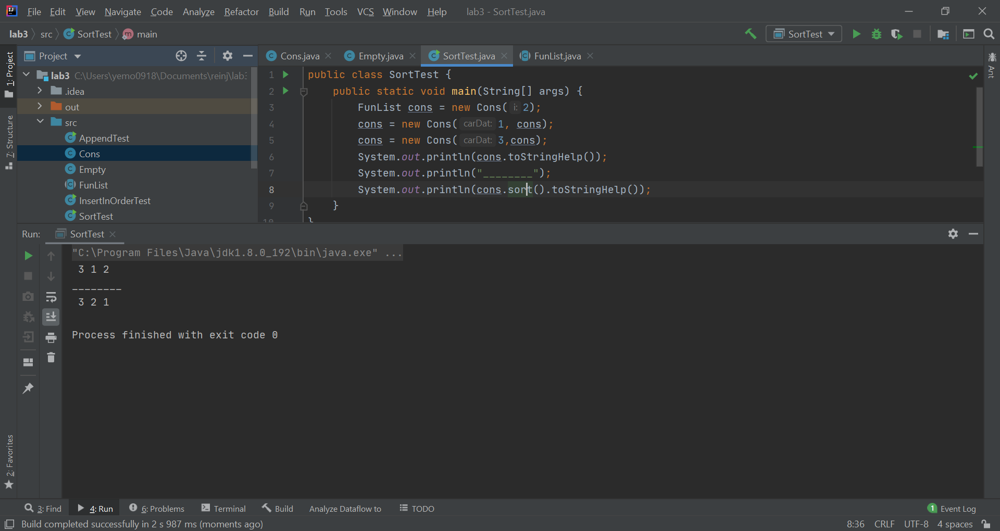 File Edit View Navigate Code Analyze Refactor Build Run Tools VCS Window Help lab3 - SortTest.java
lab3 src SortTest main
SortTest
1: Project
7: Structure
2: Favorites
Ant
Project
lab3 C:\Users\yemo0918\Documents\reinj\lab3
.idea
out
src
AppendTest
Cons
Empty
FunList
InsertInOrderTest
SortTest
Cons.java Empty.java SortTest.java FunList.java
1 public class SortTest {
2 public static void main(String[] args) {
3 FunList cons = new Cons( i: 2);
4 cons = new Cons( carDat: 1, cons);
5 cons = new Cons( carDat: 3,cons);
6 System.out.println(cons.toStringHelp());
7 System.out.println("________");
8 System.out.println(cons.sort().toStringHelp());
9 }
10 }
Run: SortTest
"C:\Program Files\Java\jdk1.8.0_192\bin\java.exe" ...
3 1 2
________
3 2 1
Process finished with exit code 0
3: Find 4: Run 6: Problems Terminal Build Analyze Dataflow to TODO 1 Event Log
Build completed successfully in 2 s 987 ms (moments ago) 8:36 CRLF UTF-8 4 spaces